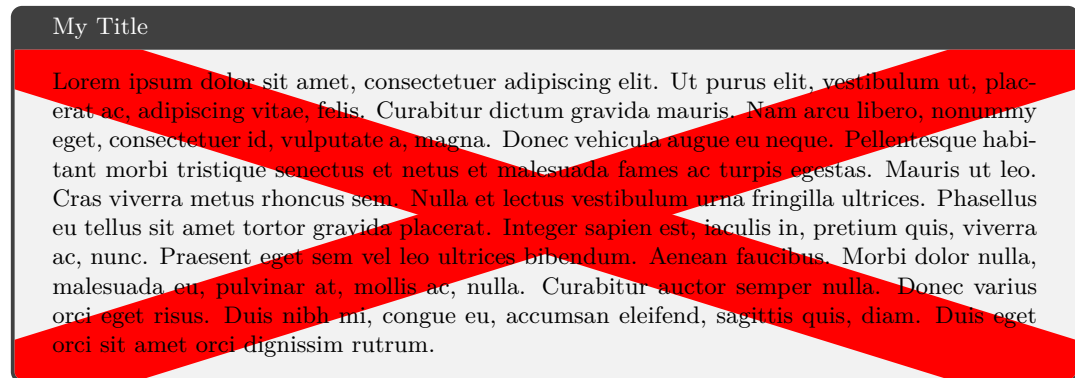 My Title
Lorem ipsum dolor sit amet, consectetuer adipiscing elit. Ut purus elit, vestibulum ut, plac-
erat ac, adipiscing vitae, felis. Curabitur dictum gravida mauris. Nam arcu libero, nonummy
eget, consectetuer id, vulputate a, magna. Donec vehicula augue eu neque. Pellentesque habi-
tant morbi tristique senectus et netus et malesuada fames ac turpis egestas. Mauris ut leo.
Cras viverra metus rhoncus sem. Nulla et lectus vestibulum urna fringilla ultrices. Phasellus
eu tellus sit amet tortor gravida placerat. Integer sapien est, iaculis in, pretium quis, viverra
ac, nunc. Praesent eget sem vel leo ultrices bibendum. Aenean faucibus. Morbi dolor nulla,
malesuada eu, pulvinar at, mollis ac, nulla. Curabitur auctor semper nulla. Donec varius
orci eget risus. Duis nibh mi, congue eu, accumsan eleifend, sagittis quis, diam. Duis eget
orci sit amet orci dignissim rutrum.